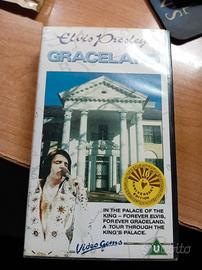 Elvis Presley
GRACELAND
IN THE PALACE OF THE
KING – FOREVER ELVIS,
FOREVER GRACELAND.
A TOUR THROUGH THE
KING'S PALACE.
Video Gems